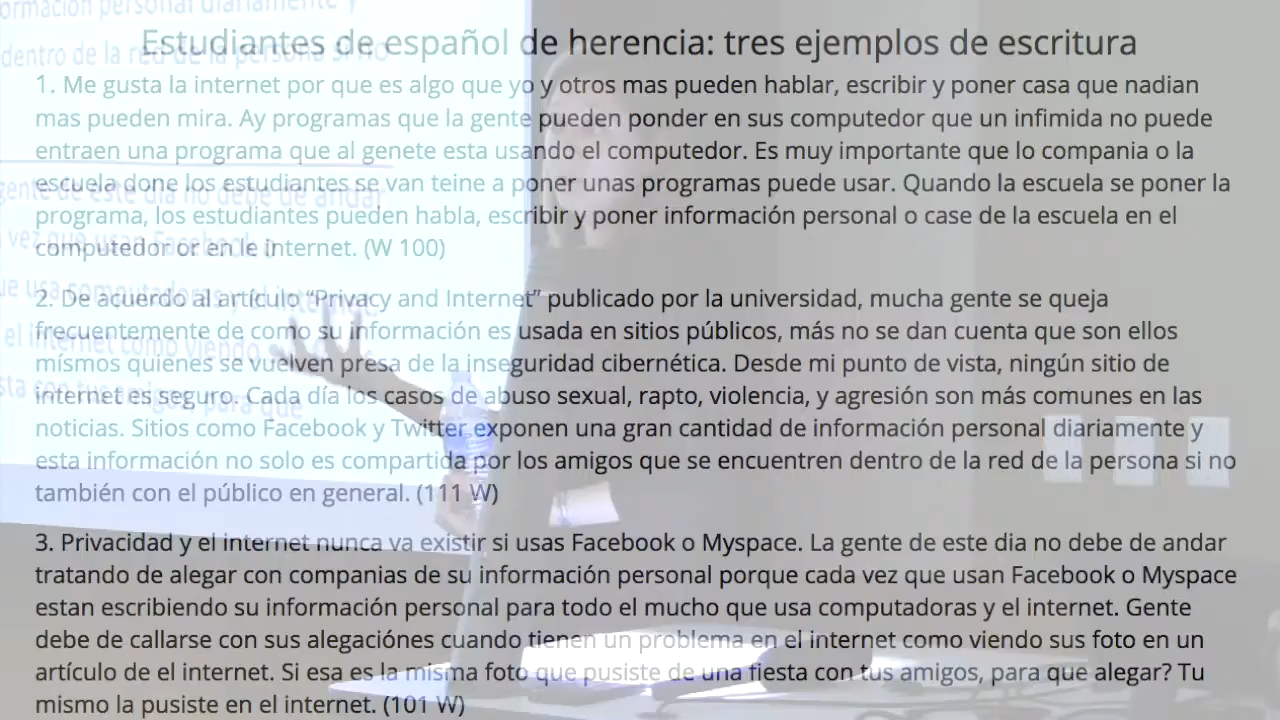 ormación personal diariamente y
dentro de la red de la persona si no
Estudiantes de español de herencia: tres ejemplos de escritura
1. Me gusta la internet por que es algo que yo y otros mas pueden hablar, escribir y poner casa que nadian
mas pueden mira. Ay programas que la gente pueden ponder en sus computedor que un infimida no puede
entraen una programa que al genete esta usando el computedor. Es muy importante que lo compania o la
escuela done los estudiantes se van teine a poner unas programas puede usar. Quando la escuela se poner la
programa, los estudiantes pueden habla, escribir y poner información personal o case de la escuela en el
computedor or en le internet. (W 100)
2. De acuerdo al artículo “Privacy and Internet” publicado por la universidad, mucha gente se queja
frecuentemente de como su información es usada en sitios públicos, más no se dan cuenta que son ellos
mísmos quienes se vuelven presa de la inseguridad cibernética. Desde mi punto de vista, ningún sitio de
internet es seguro. Cada día los casos de abuso sexual, rapto, violencia, y agresión son más comunes en las
noticias. Sitios como Facebook y Twitter exponen una gran cantidad de información personal diariamente y
esta información no solo es compartida por los amigos que se encuentren dentro de la red de la persona si no
también con el público en general. (111 W)
3. Privacidad y el internet nunca va existir si usas Facebook o Myspace. La gente de este dia no debe de andar
tratando de alegar con companias de su información personal porque cada vez que usan Facebook o Myspace
estan escribiendo su información personal para todo el mucho que usa computadoras y el internet. Gente
debe de callarse con sus alegaciónes cuando tienen un problema en el internet como viendo sus foto en un
artículo de el internet. Si esa es la misma foto que pusiste de una fiesta con tus amigos, para que alegar? Tu
mismo la pusiste en el internet. (101 W)